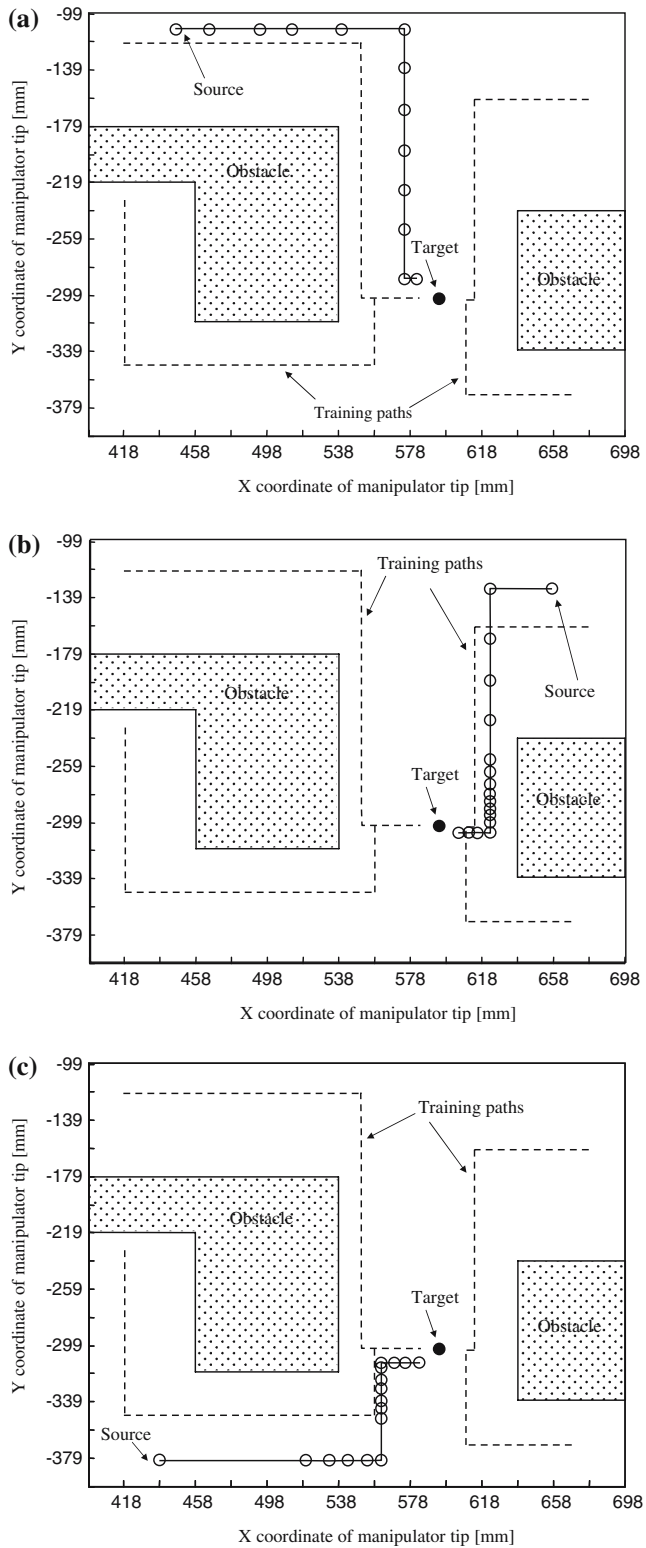 (a)
-99
-139
-179
-219
-259
-299
-339
-379
Y coordinate of manipulator tip [mm]
Source
Obstacle
Target
Obstacle
Training paths
418 458 498 538 578 618 658 698
X coordinate of manipulator tip [mm]
(b)
-99
-139
-179
-219
-259
-299
-339
-379
Y coordinate of manipulator tip [mm]
Training paths
Source
Obstacle
Target
Obstacle
418 458 498 538 578 618 658 698
X coordinate of manipulator tip [mm]
(c)
-99
-139
-179
-219
-259
-299
-339
-379
Y coordinate of manipulator tip [mm]
Training paths
Obstacle
Target
Obstacle
Source
418 458 498 538 578 618 658 698
X coordinate of manipulator tip [mm]